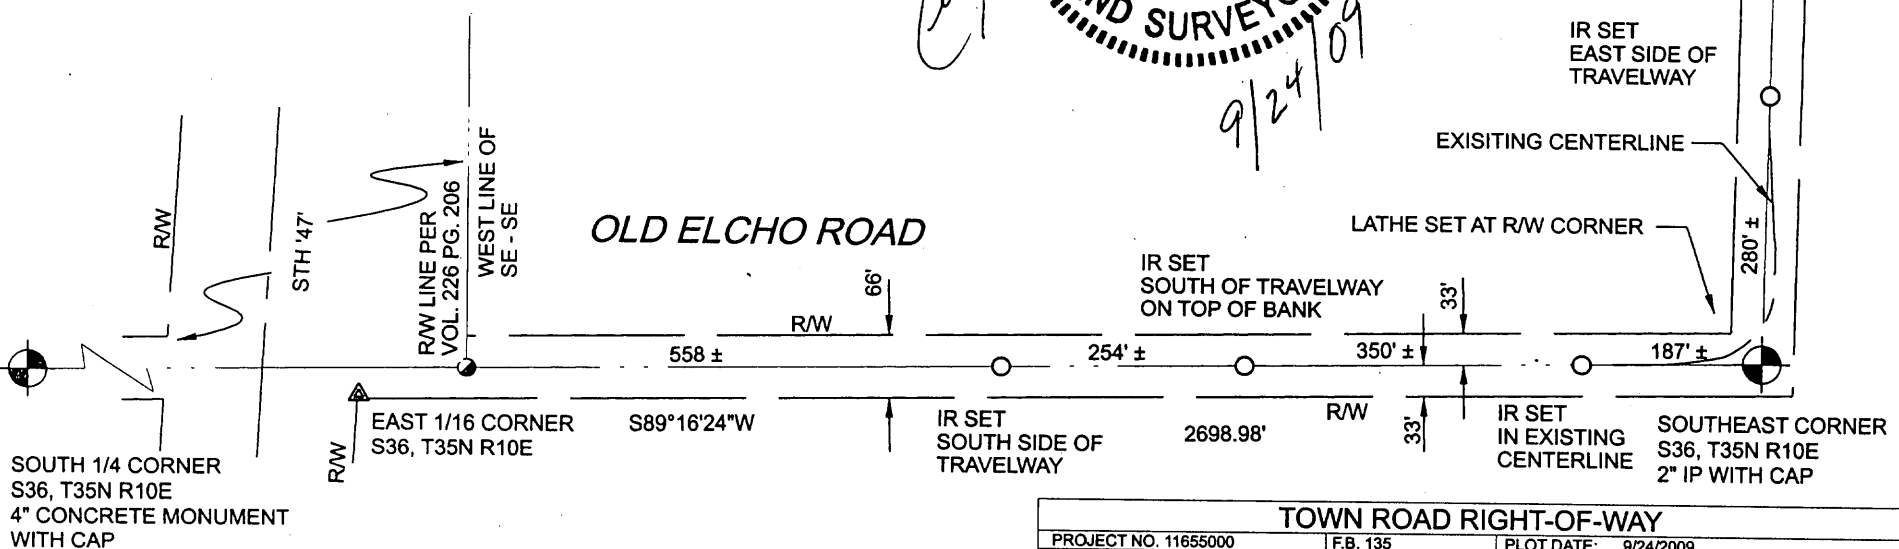 ND SURVEYO
9/24/09
IR SET
EAST SIDE OF
TRAVELWAY
EXISITING CENTERLINE
LATHE SET AT R/W CORNER
280' ±
R/W
STH '47'
R/W LINE PER
VOL. 226 PG. 206
WEST LINE OF
SE - SE
OLD ELCHO ROAD
66'
R/W
IR SET
SOUTH OF TRAVELWAY
ON TOP OF BANK
33'
558 ±
254' ±
350' ±
187' ±
R/W
EAST 1/16 CORNER
S36, T35N R10E
S89°16'24"W
IR SET
SOUTH SIDE OF
TRAVELWAY
2698.98'
R/W
33'
IR SET
IN EXISTING
CENTERLINE
SOUTHEAST CORNER
S36, T35N R10E
2" IP WITH CAP
SOUTH 1/4 CORNER
S36, T35N R10E
4" CONCRETE MONUMENT
WITH CAP
TOWN ROAD RIGHT-OF-WAY
PROJECT NO. 11655000 F.B. 135 PLOT DATE: 9/24/2009